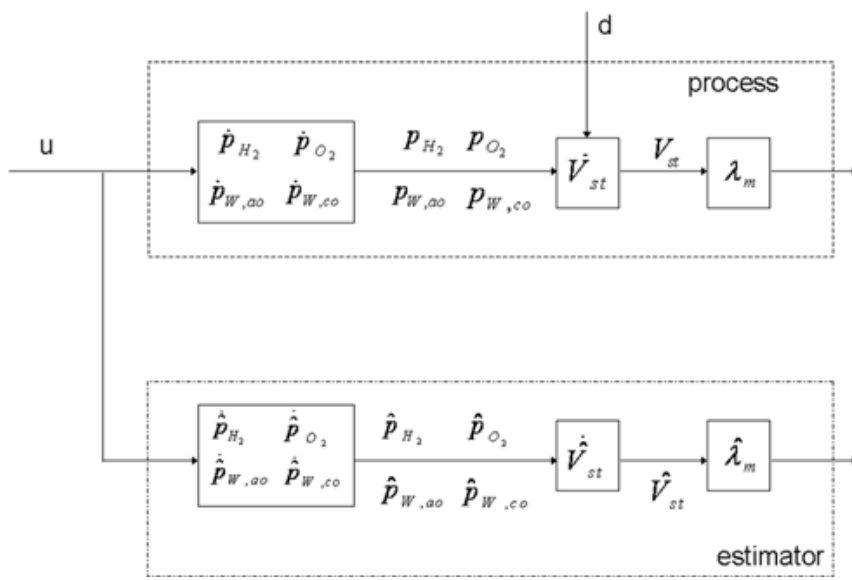 d
process
u
ṗ_H₂ ṗ_O₂
ṗ_W,ao ṗ_W,co
p_H₂ p_O₂
p_W,ao p_W,co
V̇_st
V_st
λ_m
p̂̇_H₂ p̂̇_O₂
p̂̇_W,ao p̂̇_W,co
p̂_H₂ p̂_O₂
p̂_W,ao p̂_W,co
V̂̇_st
V̂_st
λ̂_m
estimator